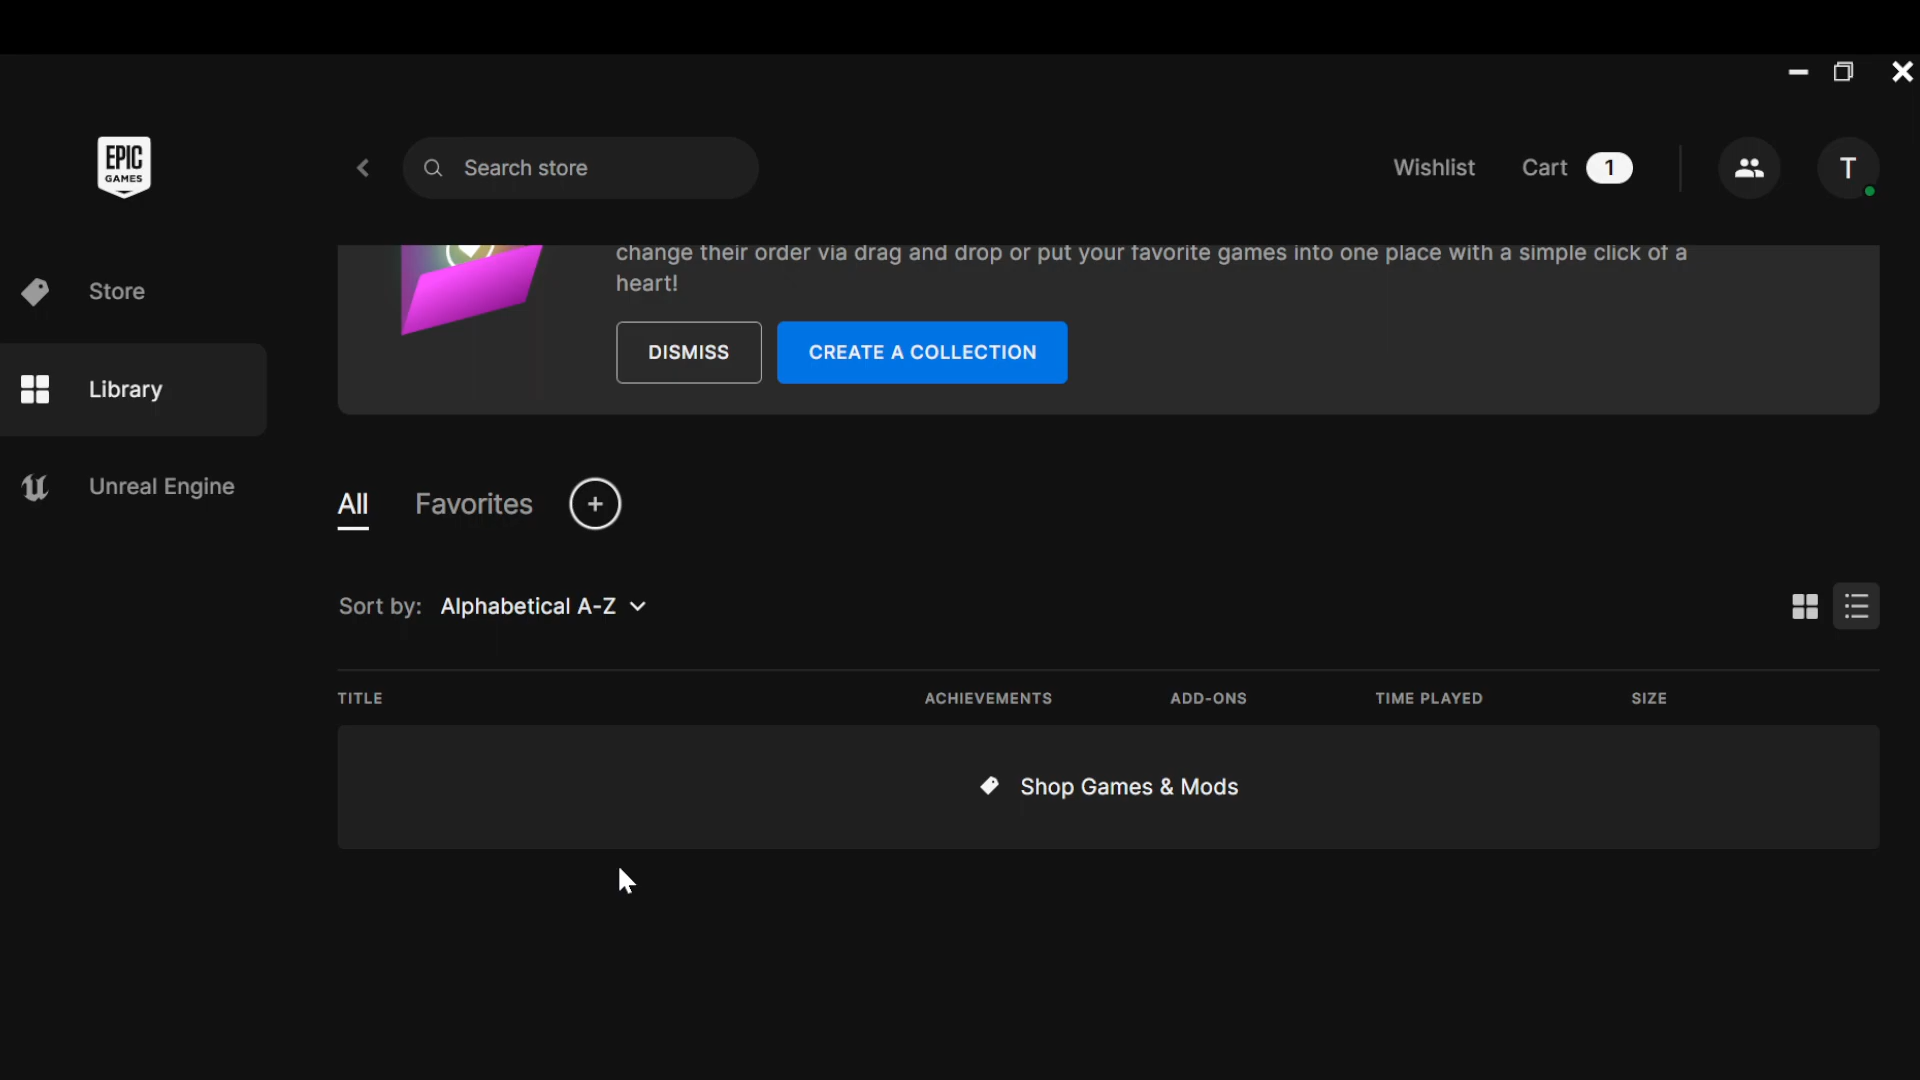 EPIC
GAMES
Search store
Wishlist
Cart 1
T
Store
Library
Unreal Engine
change their order via drag and drop or put your favorite games into one place with a simple click of a
heart!
DISMISS
CREATE A COLLECTION
All Favorites +
Sort by: Alphabetical A-Z
TITLE ACHIEVEMENTS ADD-ONS TIME PLAYED SIZE
Shop Games & Mods